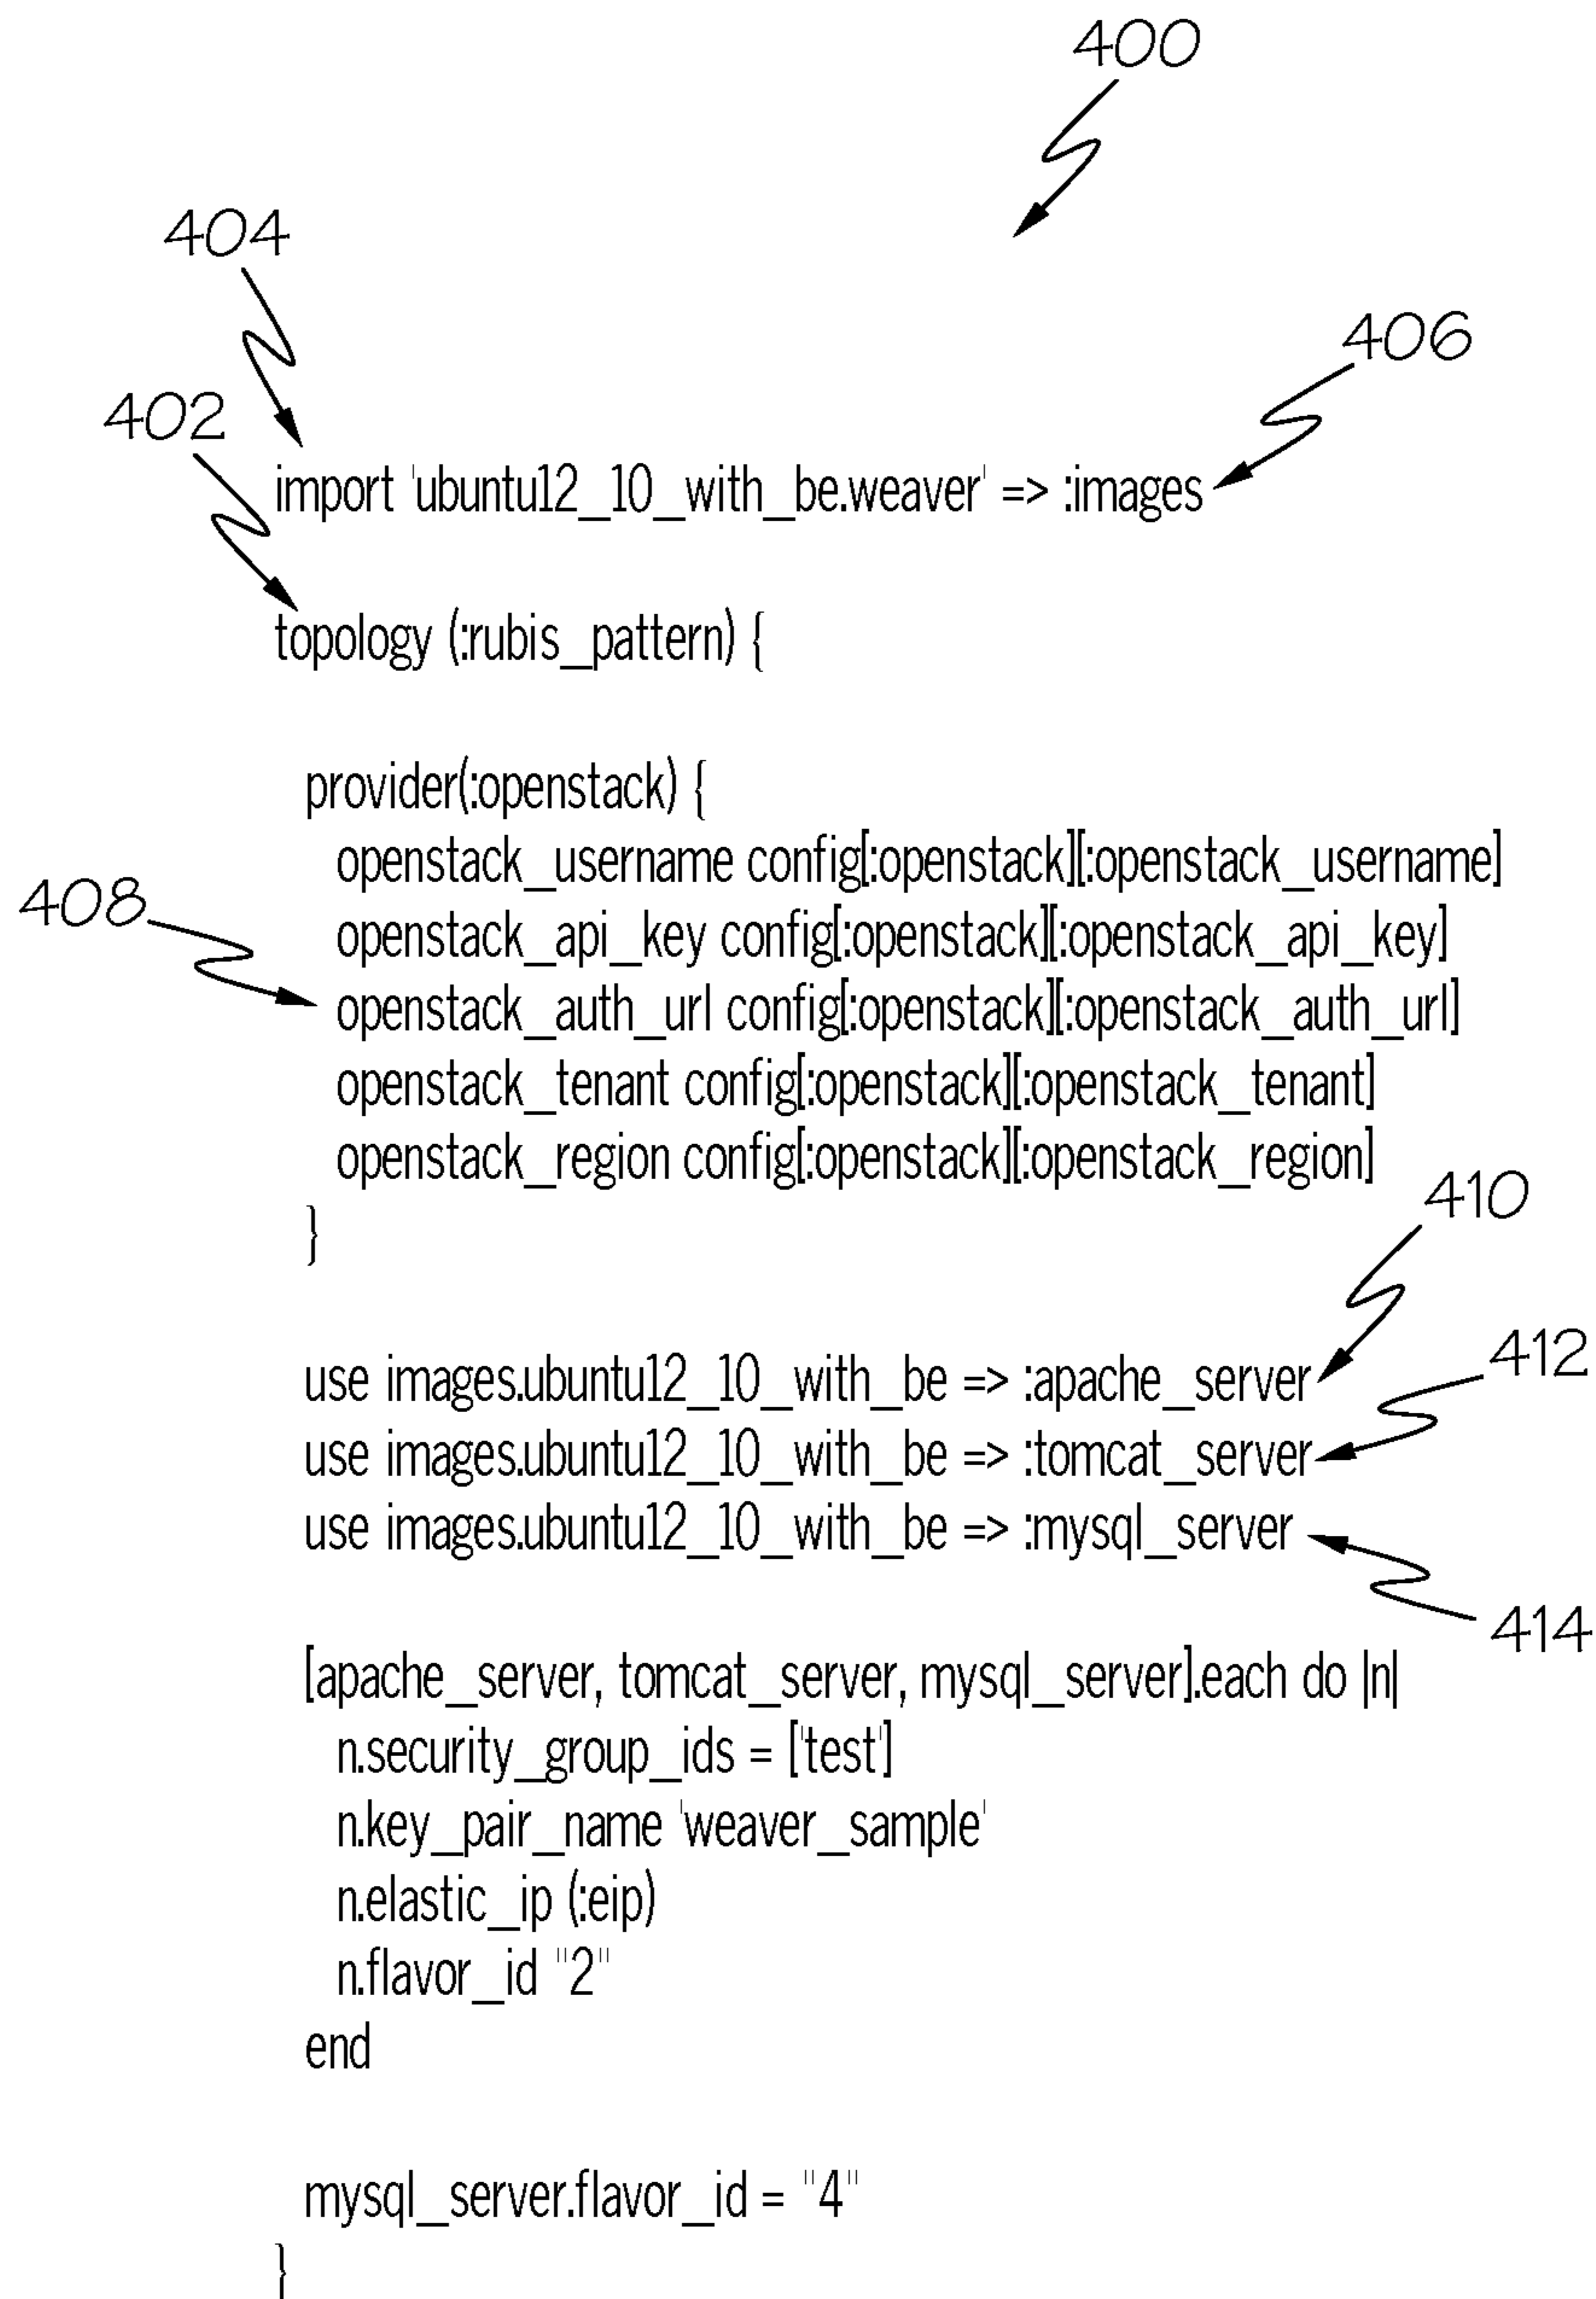 400
404
406
402
import 'ubuntu12_10_with_be.weaver' => :images
topology (:rubis_pattern) {
provider(:openstack) {
openstack_username config[:openstack][:openstack_username]
408
openstack_api_key config[:openstack][:openstack_api_key]
openstack_auth_url config[:openstack][:openstack_auth_url]
openstack_tenant config[:openstack][:openstack_tenant]
openstack_region config[:openstack][:openstack_region]
410
}
412
use images.ubuntu12_10_with_be => :apache_server
use images.ubuntu12_10_with_be => :tomcat_server
use images.ubuntu12_10_with_be => :mysql_server
414
[apache_server, tomcat_server, mysql_server].each do |n|
n.security_group_ids = ['test']
n.key_pair_name 'weaver_sample'
n.elastic_ip (:eip)
n.flavor_id "2"
end
mysql_server.flavor_id = "4"
}